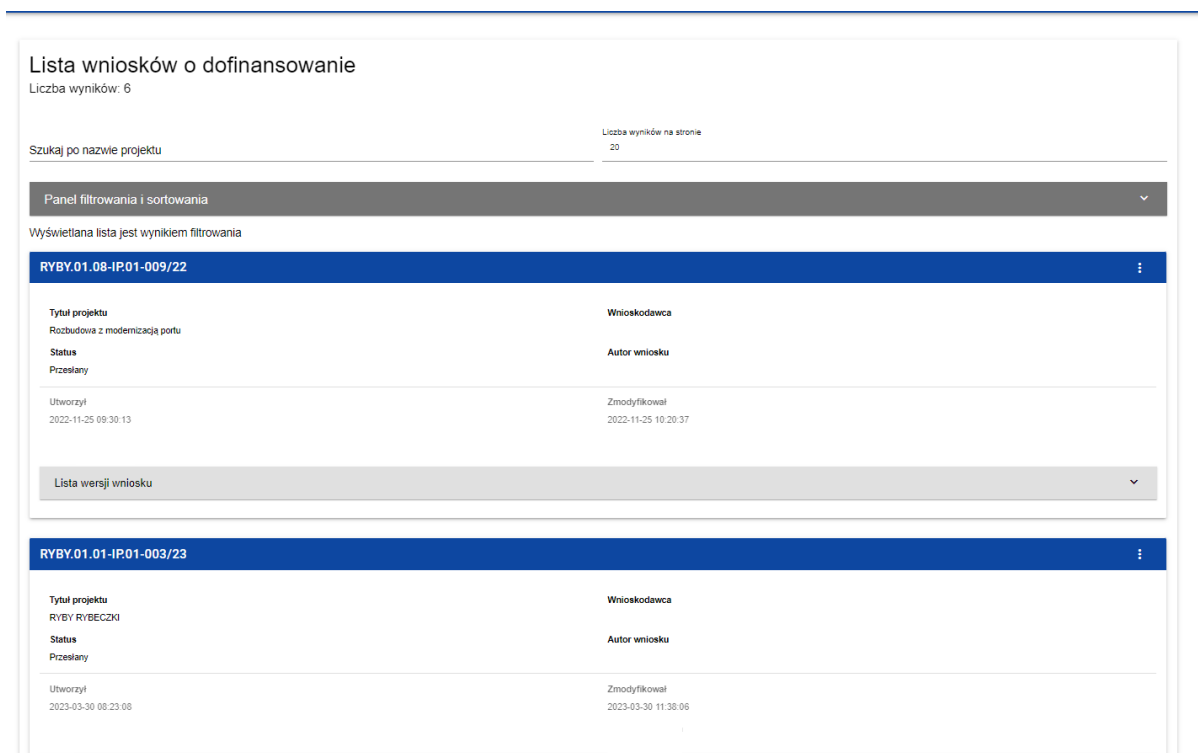 Lista wniosków o dofinansowanie
Liczba wyników: 6
Liczba wyników na stronie
Szukaj po nazwie projektu
20
Panel filtrowania i sortowania
Wyświetlana lista jest wynikiem filtrowania
RYBY.01.08-IP.01-009/22
Tytuł projektu Wnioskodawca
Rozbudowa z modernizacją portu
Status Autor wniosku
Przesłany
Utworzył Zmodyfikował
2022-11-25 09:30:13 2022-11-25 10:20:37
Lista wersji wniosku
RYBY.01.01-IP.01-003/23
Tytuł projektu Wnioskodawca
RYBY RYBECZKI
Status Autor wniosku
Przesłany
Utworzył Zmodyfikował
2023-03-30 08:23:08 2023-03-30 11:38:06